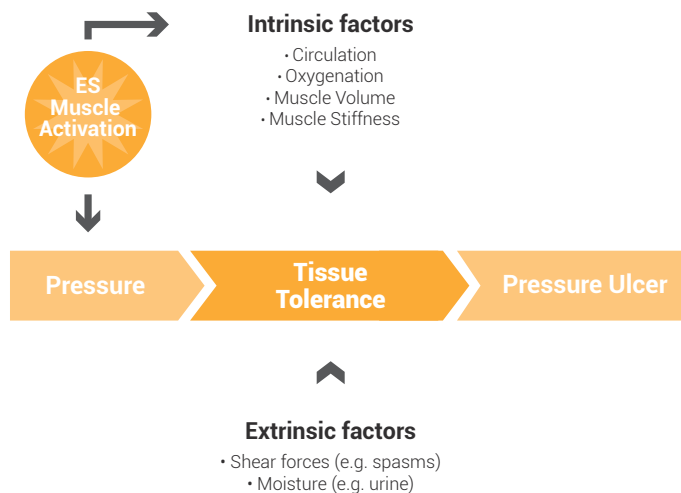 Intrinsic factors
• Circulation
• Oxygenation
• Muscle Volume
• Muscle Stiffness
ES
Muscle
Activation
Pressure
Tissue
Tolerance
Pressure Ulcer
Extrinsic factors
• Shear forces (e.g. spasms)
• Moisture (e.g. urine)